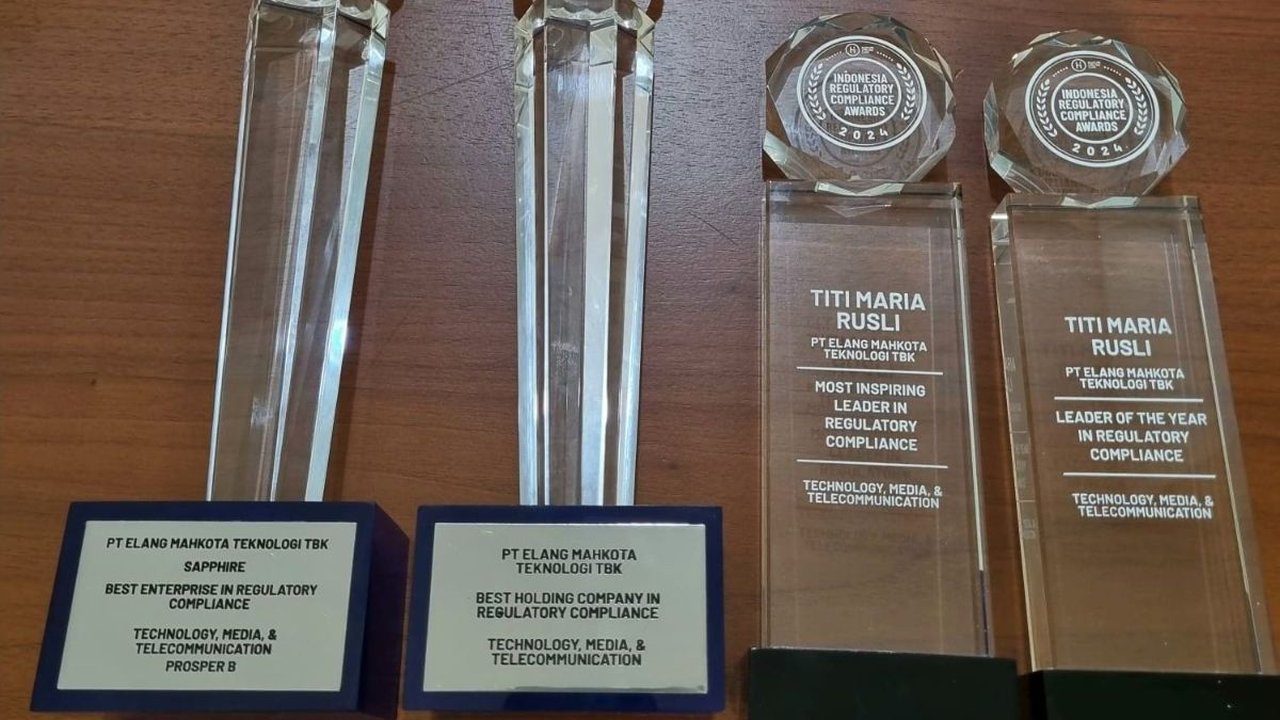 PT ELANG MAHKOTA TEKNOLOGI TBK
SAPPHIRE
BEST ENTERPRISE IN REGULATORY
COMPLIANCE
TECHNOLOGY, MEDIA, &
TELECOMMUNICATION
PROSPER B
PT ELANG MAHKOTA
TEKNOLOGI TBK
BEST HOLDING COMPANY IN
REGULATORY COMPLIANCE
TECHNOLOGY, MEDIA, &
TELECOMMUNICATION
INDONESIA
REGULATORY
COMPLIANCE
AWARDS
2024
TITI MARIA
RUSLI
PT ELANG MAHKOTA
TEKNOLOGI TBK
MOST INSPIRING
LEADER IN
REGULATORY
COMPLIANCE
TECHNOLOGY, MEDIA, &
TELECOMMUNICATION
INDONESIA
REGULATORY
COMPLIANCE
AWARDS
2024
TITI MARIA
RUSLI
PT ELANG MAHKOTA
TEKNOLOGI TBK
LEADER OF THE YEAR
IN REGULATORY
COMPLIANCE
TECHNOLOGY, MEDIA, &
TELECOMMUNICATION